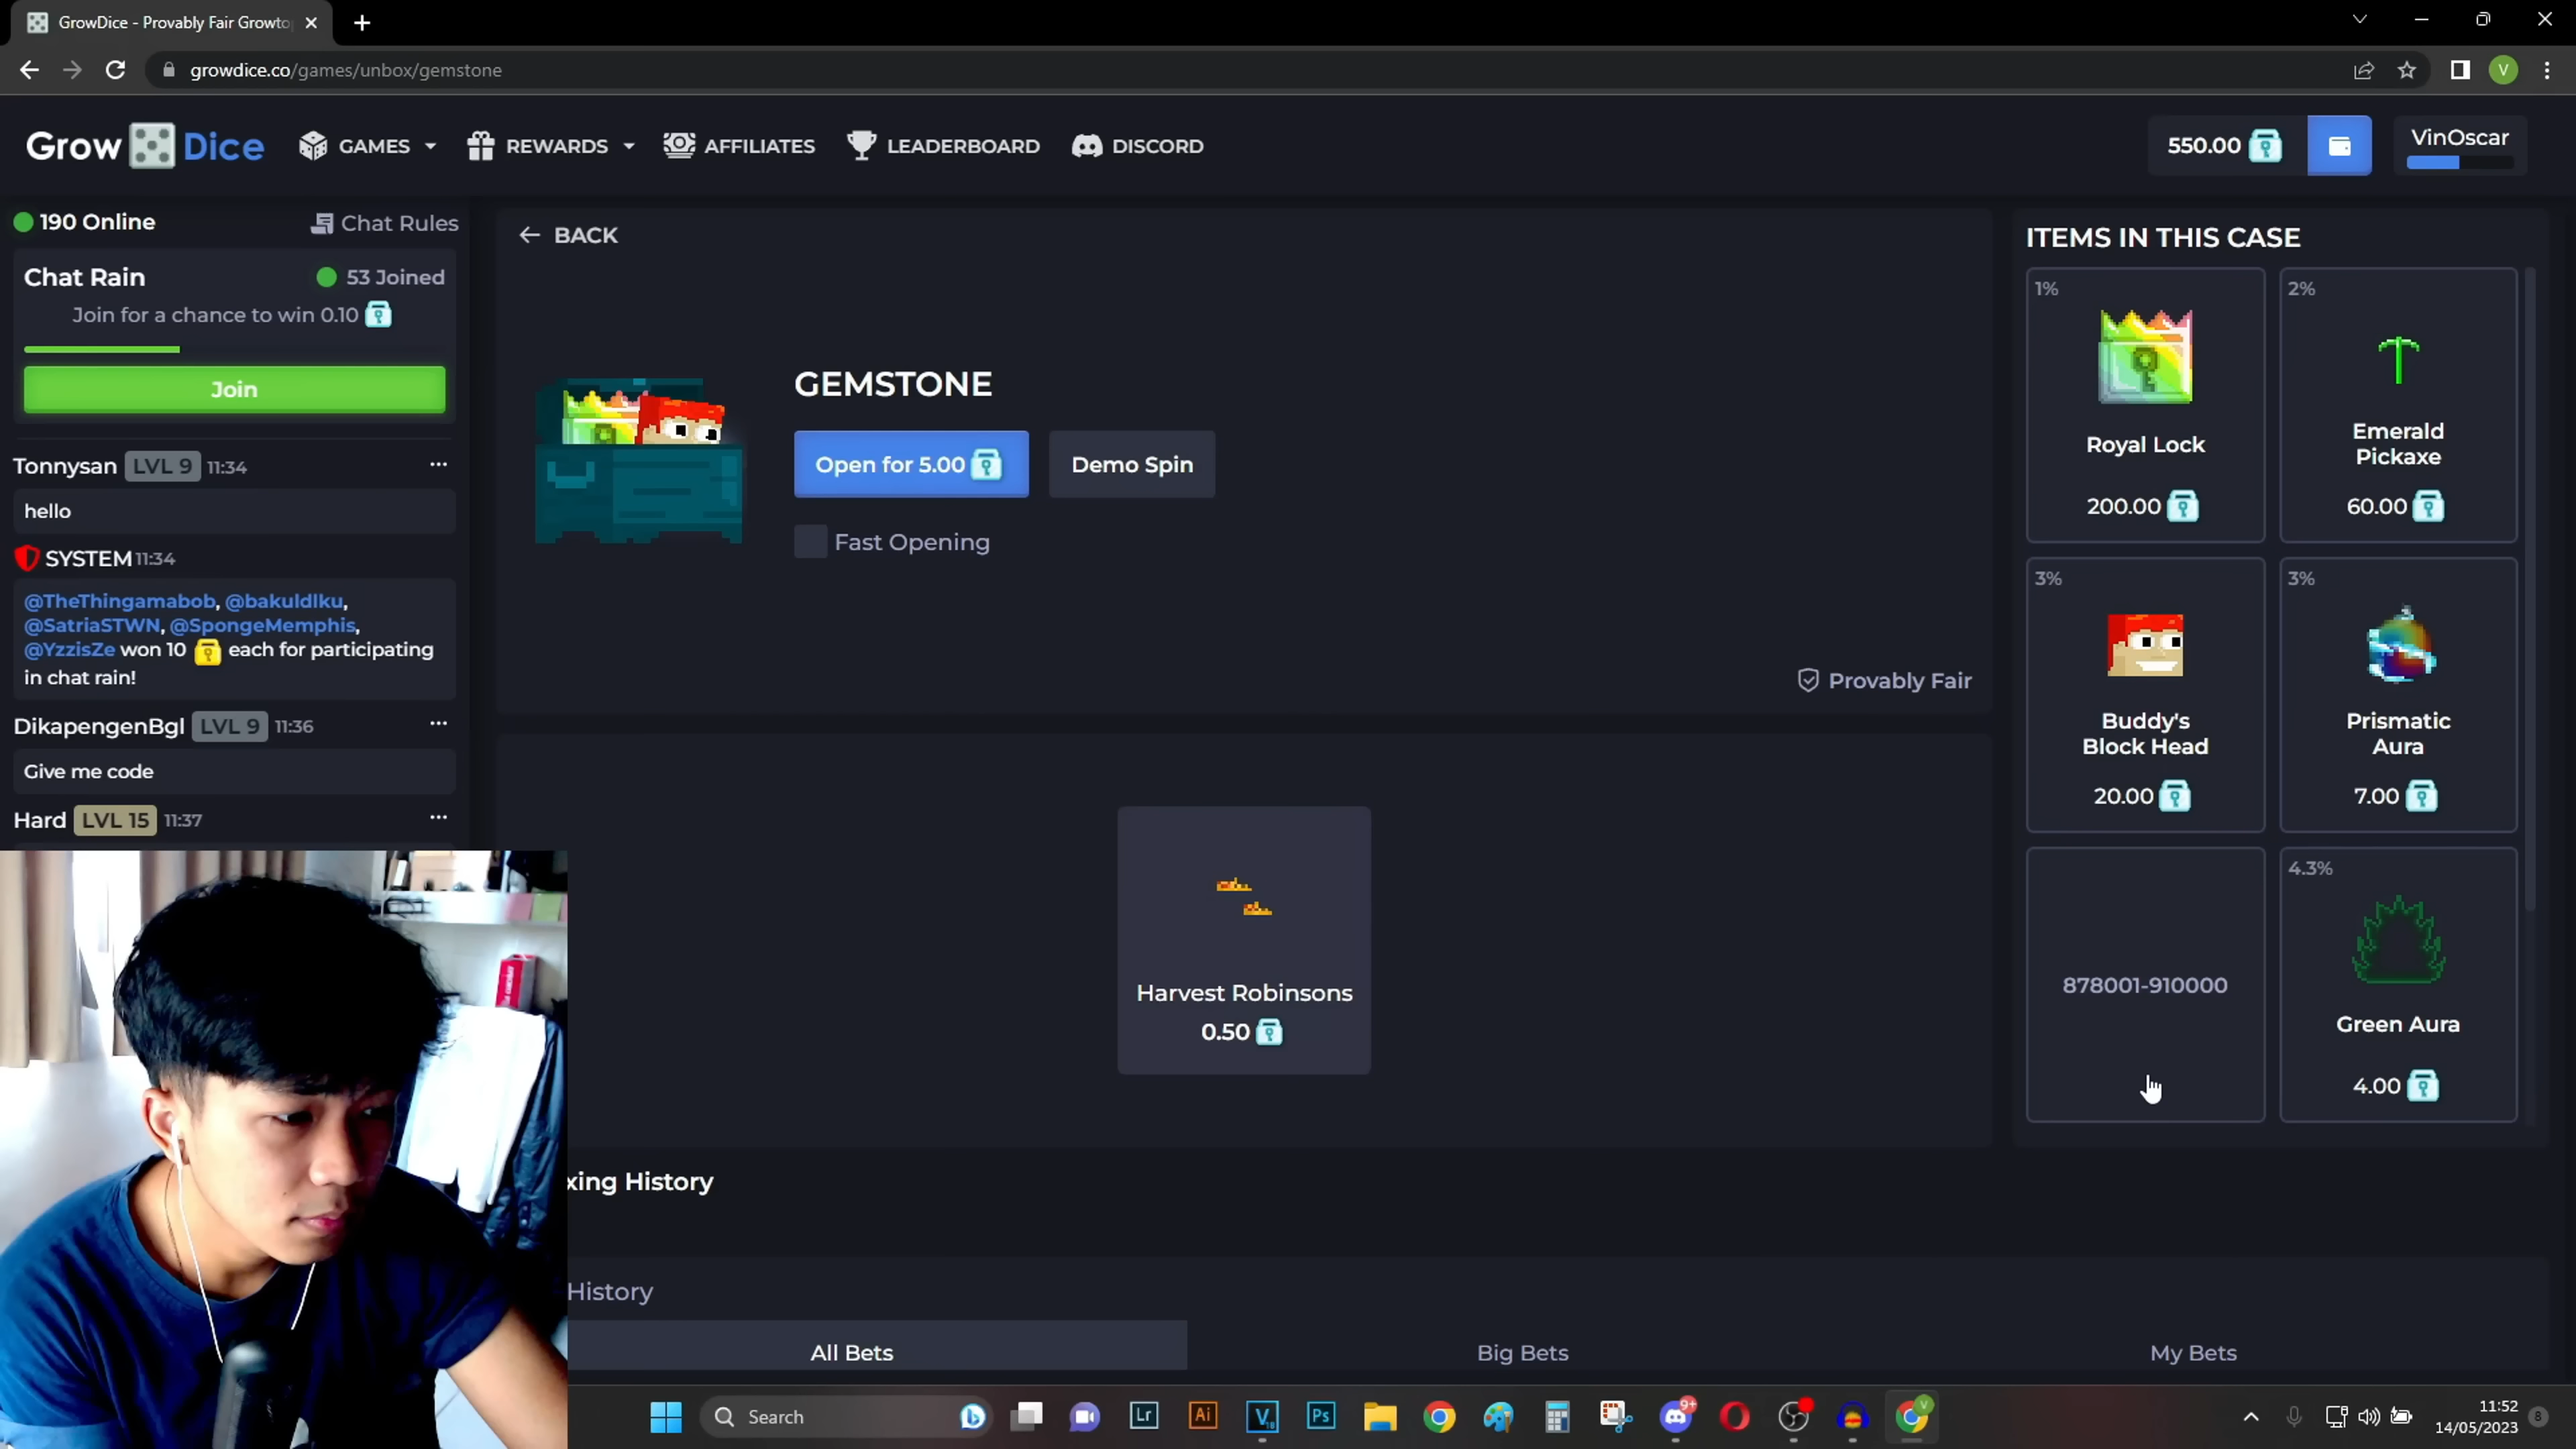 GrowDice - Provably Fair Growto
growdice.co/games/unbox/gemstone
V
Grow Dice
GAMES
REWARDS
AFFILIATES
LEADERBOARD
DISCORD
550.00
VinOscar
190 Online
Chat Rules
Chat Rain
53 Joined
Join for a chance to win 0.10
Join
Tonnysan LVL 9 11:34
hello
SYSTEM 11:34
@TheThingamabob, @bakuldlku,
@SatriaSTWN, @SpongeMemphis,
@YzzisZe won 10 each for participating
in chat rain!
DikapengenBgl LVL 9 11:36
Give me code
Hard LVL 15 11:37
BACK
GEMSTONE
Open for 5.00
Demo Spin
Fast Opening
Provably Fair
Harvest Robinsons
0.50
ITEMS IN THIS CASE
1%
Royal Lock
200.00
2%
Emerald
Pickaxe
60.00
3%
Buddy's
Block Head
20.00
3%
Prismatic
Aura
7.00
878001-910000
4.3%
Green Aura
4.00
xing History
History
All Bets
Big Bets
My Bets
Search
Lr
Ai
V
Ps
9+
V
11:52
14/05/2023
8